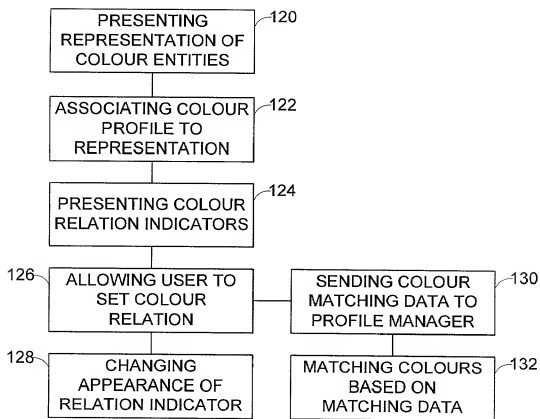 PRESENTING
REPRESENTATION OF
COLOUR ENTITIES
120
ASSOCIATING COLOUR
PROFILE TO
REPRESENTATION
122
PRESENTING COLOUR
RELATION INDICATORS
124
126
ALLOWING USER TO
SET COLOUR
RELATION
SENDING COLOUR
MATCHING DATA TO
PROFILE MANAGER
130
128
CHANGING
APPEARANCE OF
RELATION INDICATOR
MATCHING COLOURS
BASED ON
MATCHING DATA
132